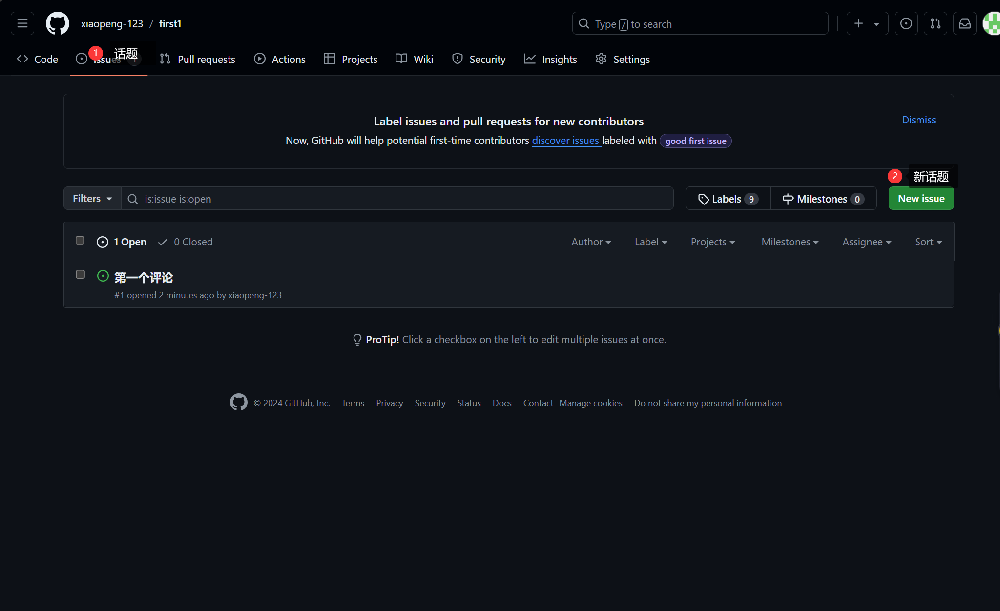 xiaopeng-123 / first1
Type / to search
Code
1 话题
Issues
Pull requests
Actions
Projects
Wiki
Security
Insights
Settings
Label issues and pull requests for new contributors
Dismiss
Now, GitHub will help potential first-time contributors discover issues labeled with good first issue
2 新话题
Filters
is:issue is:open
Labels 9
Milestones 0
New issue
1 Open
0 Closed
Author
Label
Projects
Milestones
Assignee
Sort
第一个评论
#1 opened 2 minutes ago by xiaopeng-123
ProTip! Click a checkbox on the left to edit multiple issues at once.
© 2024 GitHub, Inc.
Terms
Privacy
Security
Status
Docs
Contact
Manage cookies
Do not share my personal information